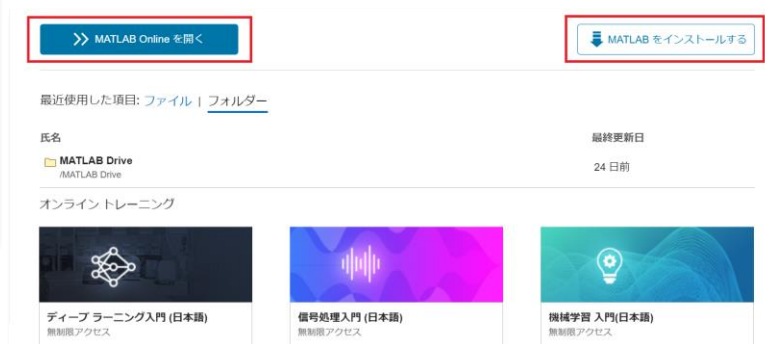 MATLAB Online を開く
MATLAB をインストールする
最近使用した項目: ファイル | フォルダー
氏名 最終更新日
MATLAB Drive
/MATLAB Drive
24 日前
オンライン トレーニング
ディープ ラーニング入門 (日本語)
無制限アクセス
信号処理入門 (日本語)
無制限アクセス
機械学習 入門(日本語)
無制限アクセス